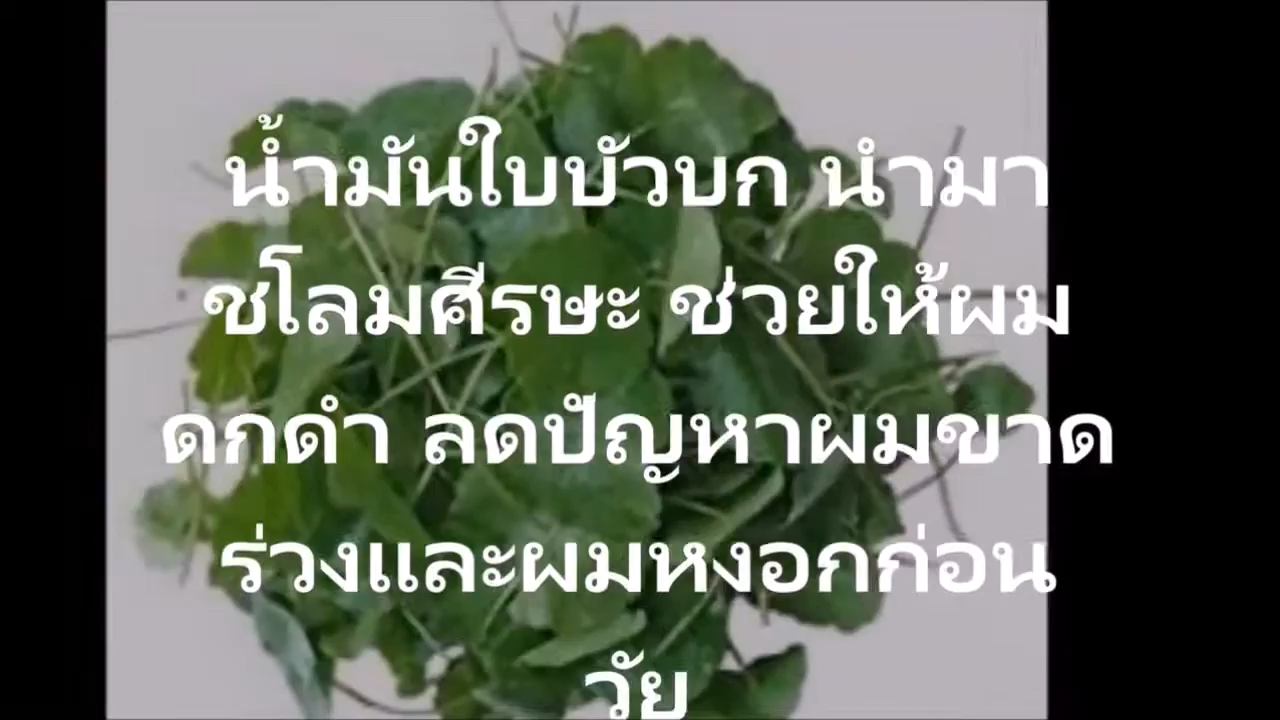 น้ำมันใบบัวบก นำมา
ชโลมศีรษะ ช่วยให้ผม
ดกดำ ลดปัญหาผมขาด
ร่วงและผมหงอกก่อน
วัย